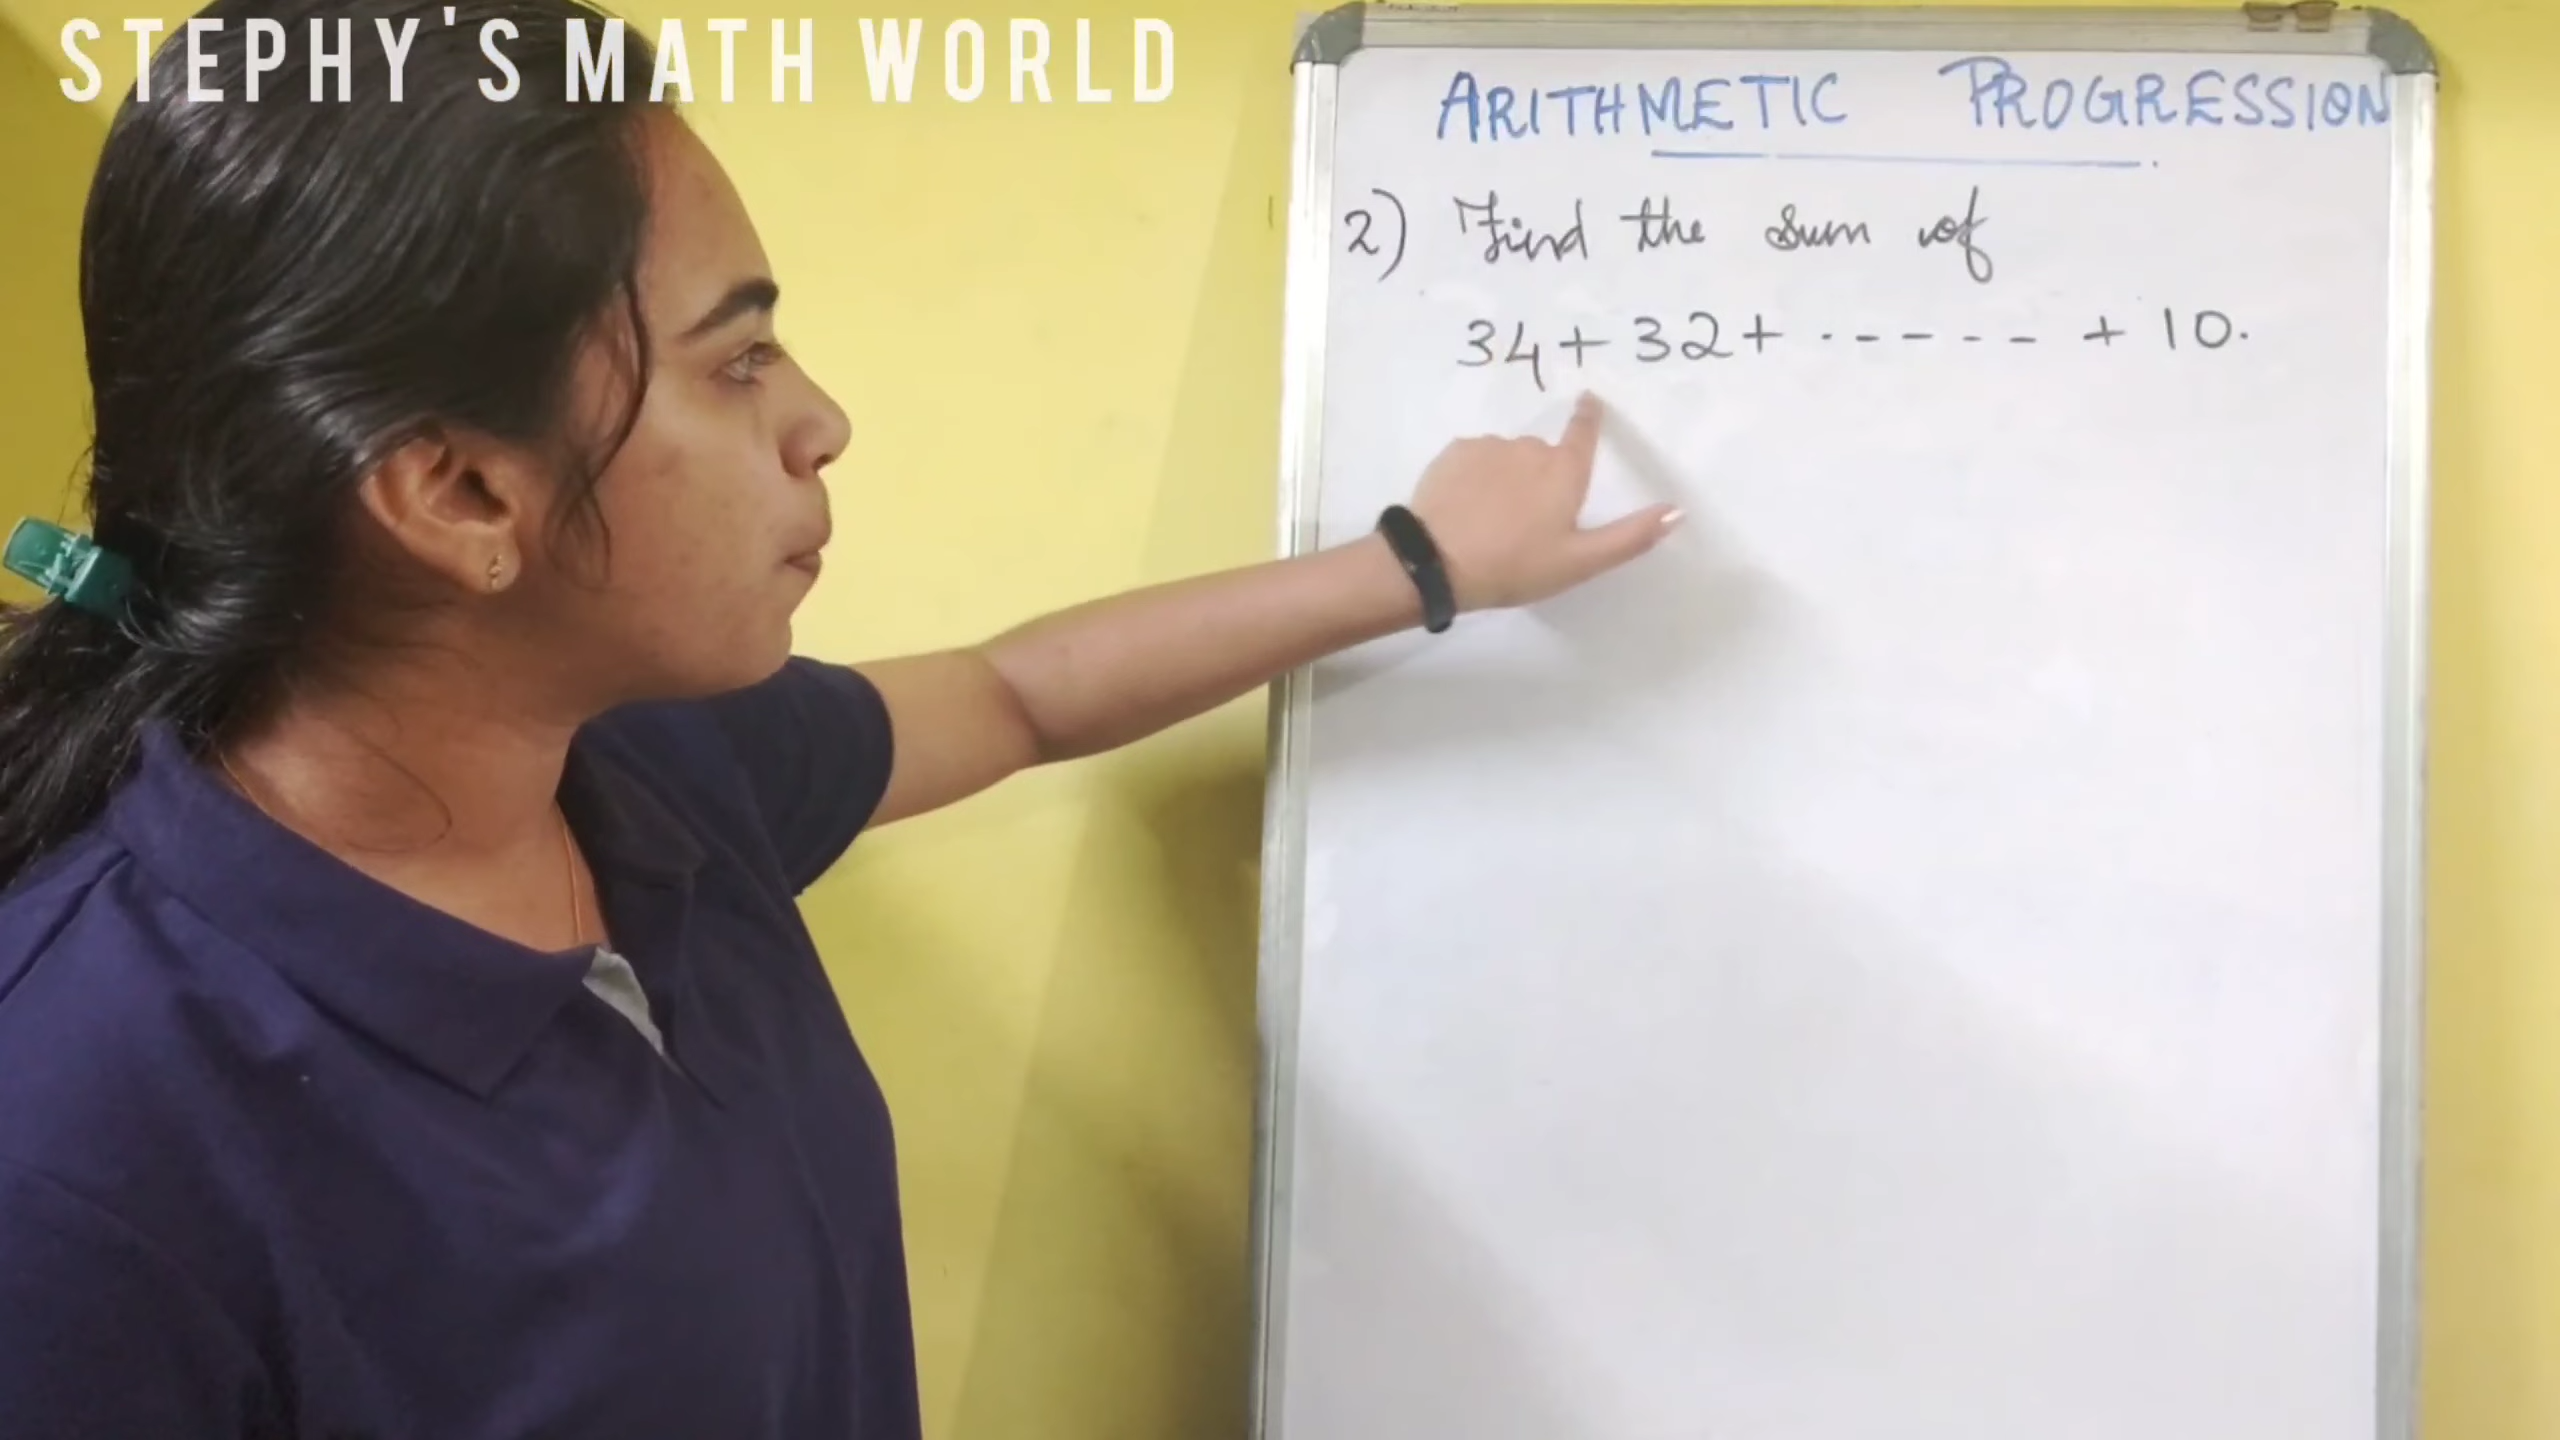 STEPHY'S MATH WORLD
ARITHMETIC PROGRESSION
2) Find the sum of
34 + 32 + · - - - - - + 10.